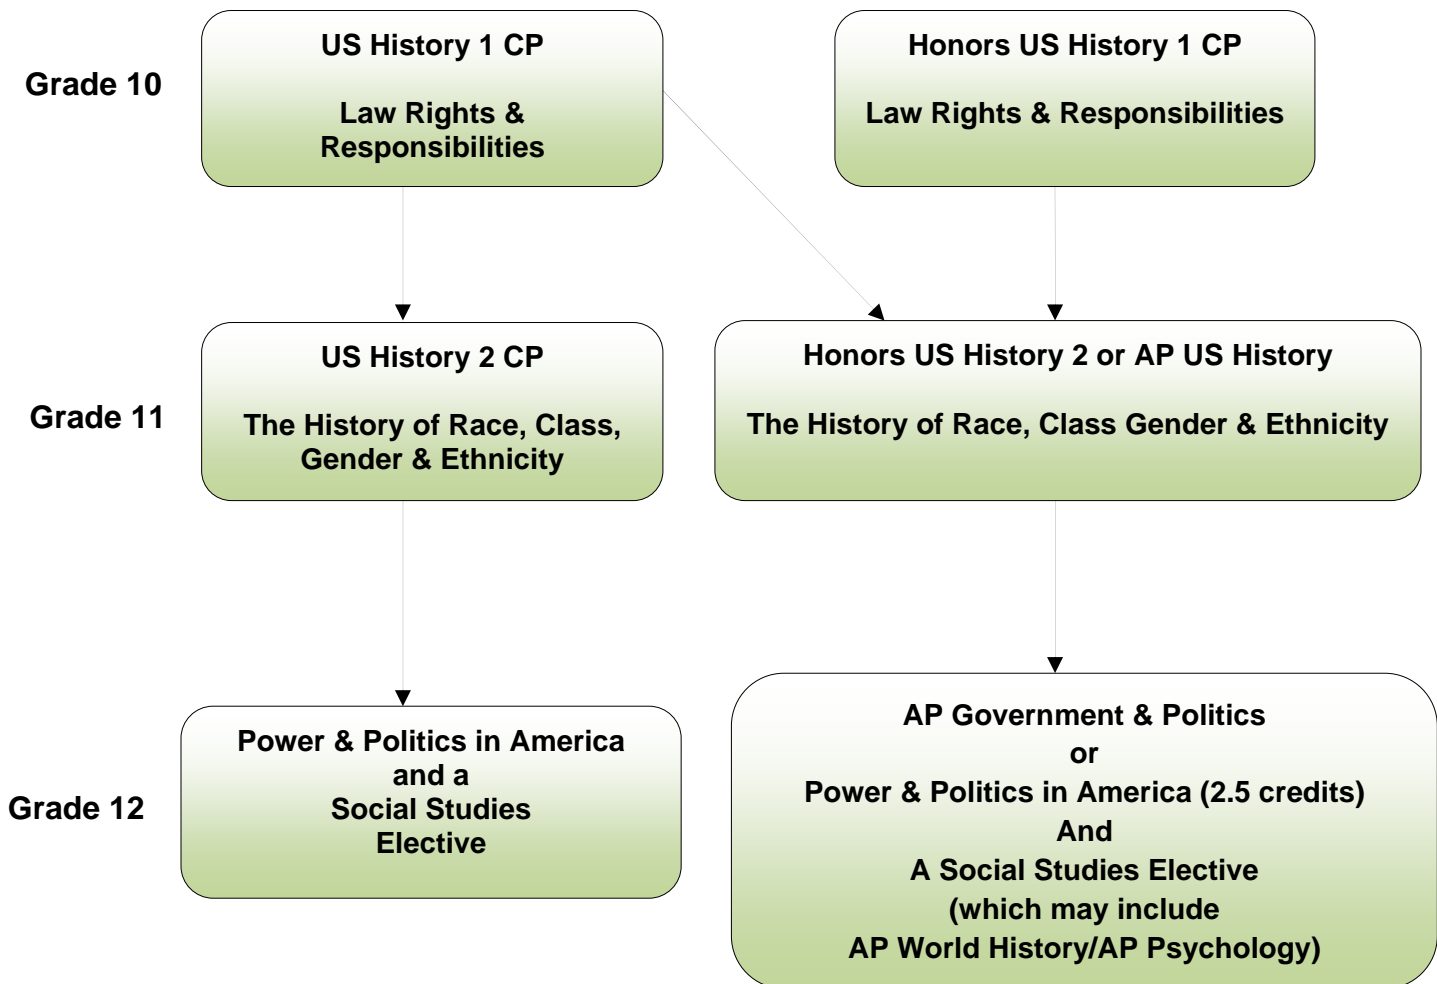 Grade 10
US History 1 CP
Law Rights &
Responsibilities
Honors US History 1 CP
Law Rights & Responsibilities
Grade 11
US History 2 CP
The History of Race, Class,
Gender & Ethnicity
Honors US History 2 or AP US History
The History of Race, Class Gender & Ethnicity
Grade 12
Power & Politics in America
and a
Social Studies
Elective
AP Government & Politics
or
Power & Politics in America (2.5 credits)
And
A Social Studies Elective
(which may include
AP World History/AP Psychology)